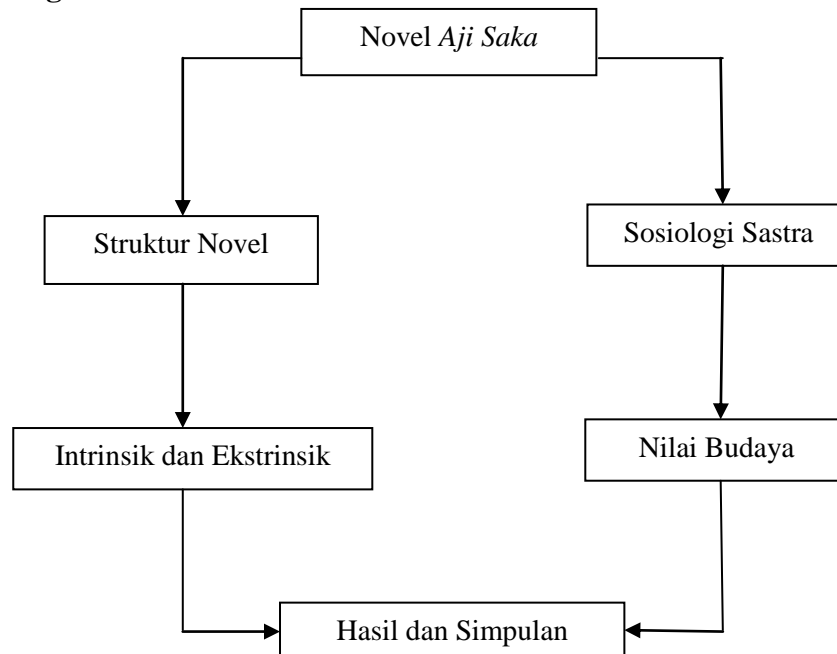 Novel Aji Saka
Struktur Novel
Sosiologi Sastra
Intrinsik dan Ekstrinsik
Nilai Budaya
Hasil dan Simpulan